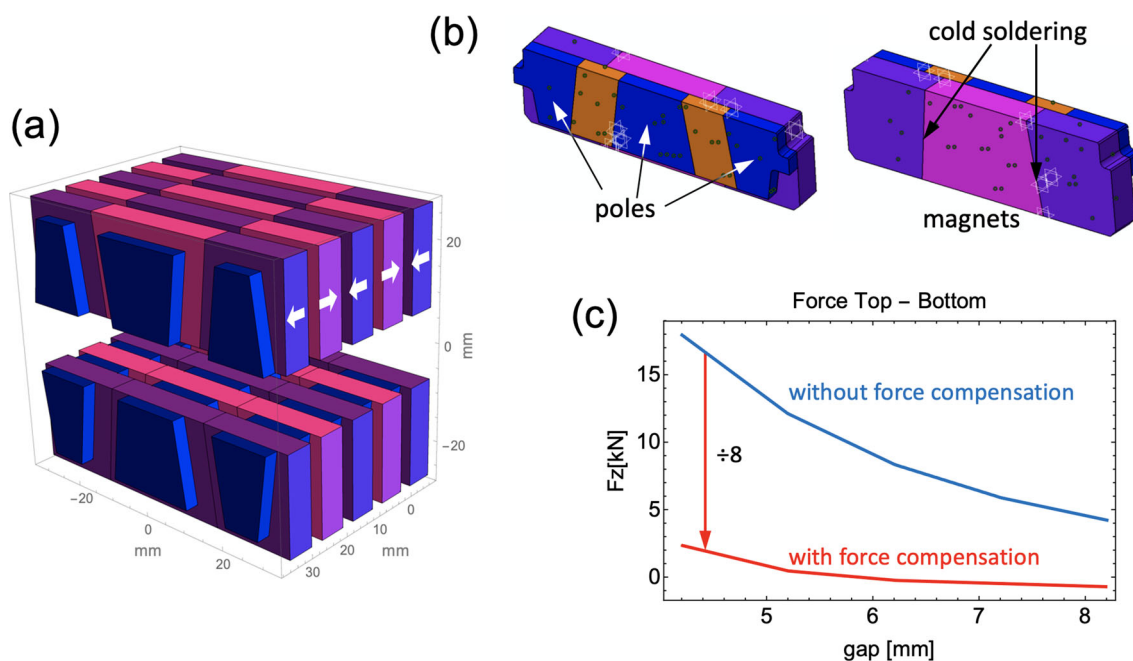 (a)
20
0
mm
−20
−20
0
mm
20
30
20
10
0
mm
(b)
cold soldering
poles
magnets
(c)
Force Top – Bottom
15
10
5
0
Fz[kN]
without force compensation
÷8
with force compensation
5
6
7
8
gap [mm]